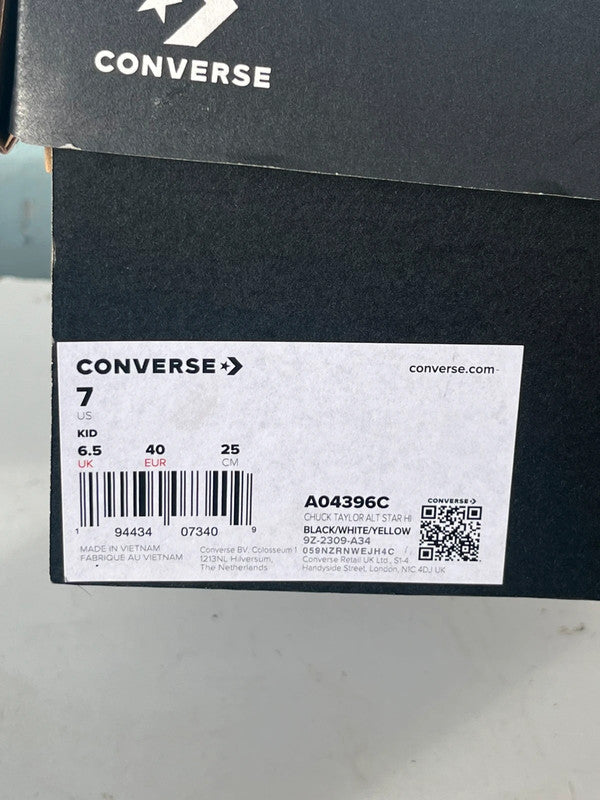 CONVERSE
CONVERSE
converse.com
7
US
KID
6.5 40 25
UK EUR CM
1 94434 07340 9
A04396C
CHUCK TAYLOR ALT STAR HI
BLACK/WHITE/YELLOW
9Z-2309-A34
059NZRNWEJH4C
CONVERSE
MADE IN VIETNAM
FABRIQUE AU VIETNAM
Converse BV. Colosseum 1
1213NL Hilversum,
The Netherlands
Converse Retail UK Ltd., S1-4
Handyside Street, London, N1C 4DJ UK